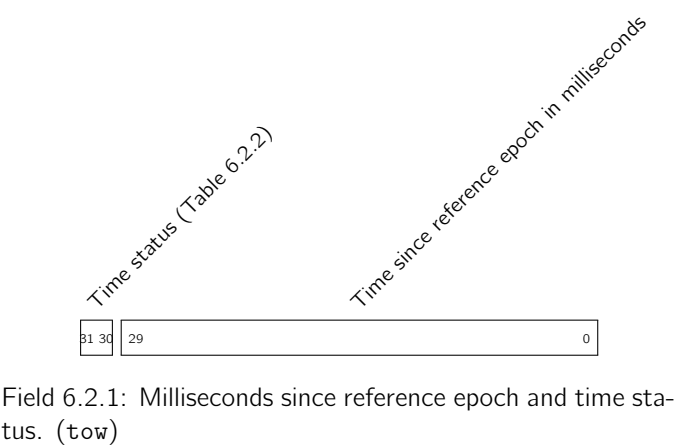 Time status (Table 6.2.2)
Time since reference epoch in milliseconds
31 30 29 0
Field 6.2.1: Milliseconds since reference epoch and time sta-
tus. (tow)